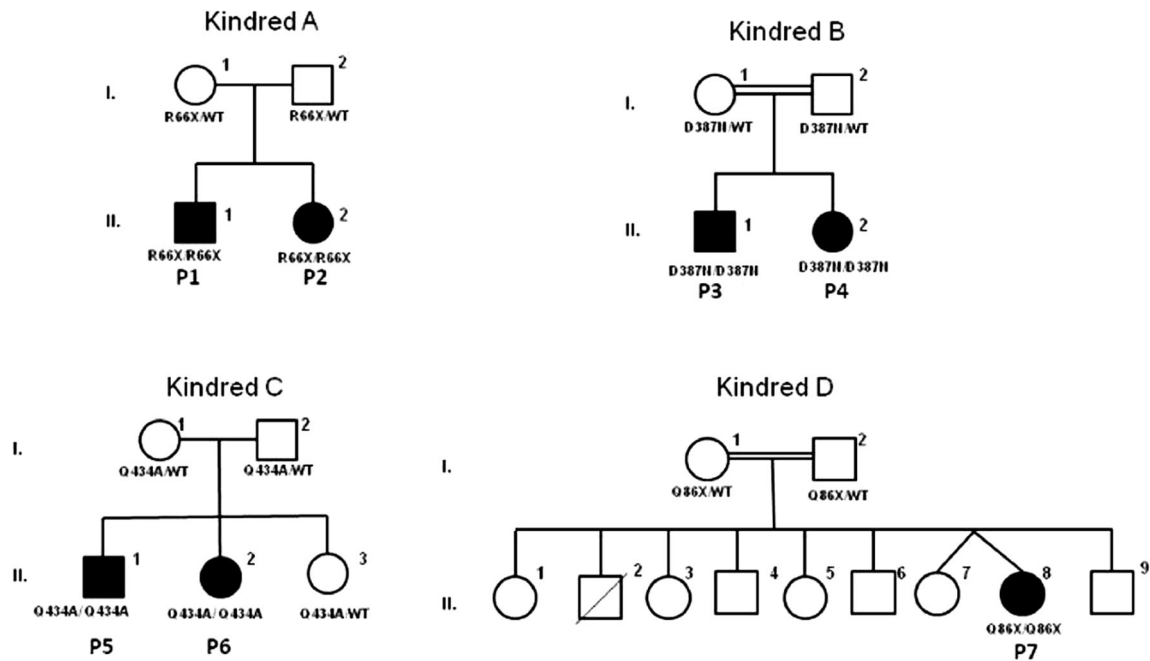 Kindred A
1 2
I.
R66X/WT R66X/WT
1 2
II.
R66X/R66X R66X/R66X
P1 P2
Kindred B
1 2
I.
D387N/WT D387N/WT
1 2
II.
D387N/D387N D387N/D387N
P3 P4
Kindred C
1 2
I.
Q434A/WT Q434A/WT
1 2 3
II.
Q434A/Q434A Q434A/Q434A Q434A/WT
P5 P6
Kindred D
1 2
I.
Q86X/WT Q86X/WT
1 2 3 4 5 6 7 8 9
II.
Q86X/Q86X
P7